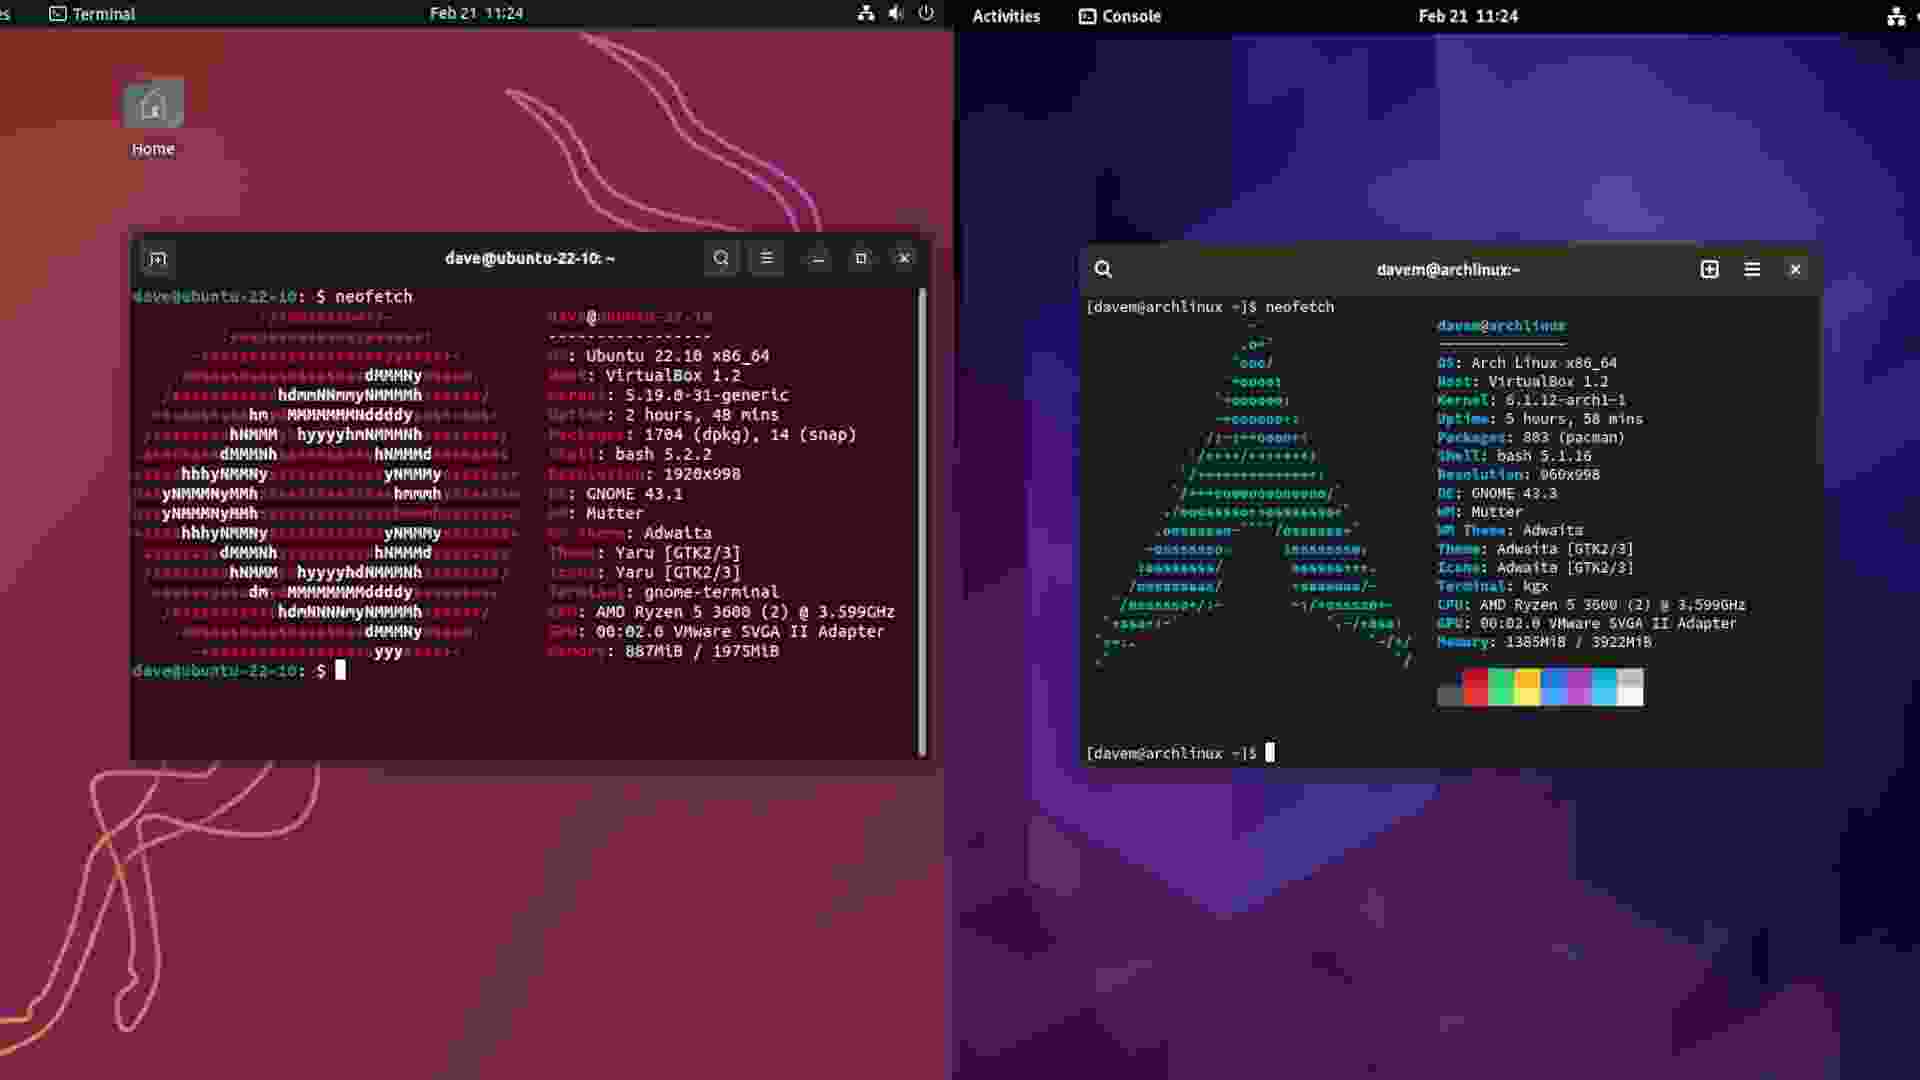 Terminal
Feb 21 11:24
Home
dave@ubuntu-22-10: ~
dave@ubuntu-22-10: $ neofetch
dave@ubuntu-22-10
-----------------
OS: Ubuntu 22.10 x86_64
Host: VirtualBox 1.2
Kernel: 5.19.0-31-generic
Uptime: 2 hours, 48 mins
Packages: 1704 (dpkg), 14 (snap)
Shell: bash 5.2.2
Resolution: 1920x998
DE: GNOME 43.1
WM: Mutter
WM Theme: Adwaita
Theme: Yaru [GTK2/3]
Icons: Yaru [GTK2/3]
Terminal: gnome-terminal
CPU: AMD Ryzen 5 3600 (2) @ 3.599GHz
GPU: 00:02.0 VMware SVGA II Adapter
Memory: 887MiB / 1975MiB
dave@ubuntu-22-10: $
Activities
Console
Feb 21 11:24
davem@archlinux:~
[davem@archlinux ~]$ neofetch
davem@archlinux
---------------
OS: Arch Linux x86_64
Host: VirtualBox 1.2
Kernel: 6.1.12-arch1-1
Uptime: 5 hours, 58 mins
Packages: 803 (pacman)
Shell: bash 5.1.16
Resolution: 960x998
DE: GNOME 43.3
WM: Mutter
WM Theme: Adwaita
Theme: Adwaita [GTK2/3]
Icons: Adwaita [GTK2/3]
Terminal: kgx
CPU: AMD Ryzen 5 3600 (2) @ 3.599GHz
GPU: 00:02.0 VMware SVGA II Adapter
Memory: 1385MiB / 3922MiB
[davem@archlinux ~]$